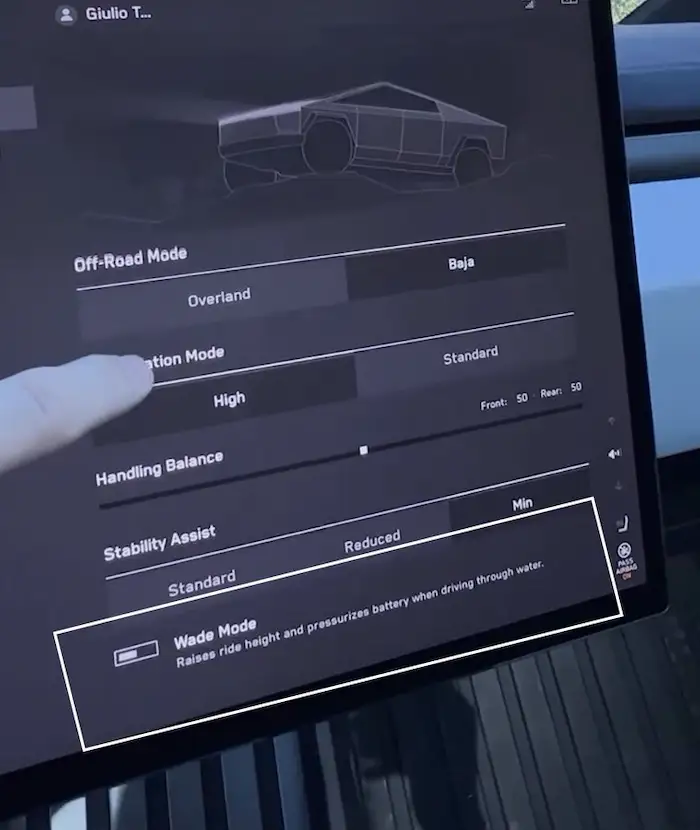 Giulio T...
Off-Road Mode
Overland
Baja
ation Mode
High
Standard
Front: 50 · Rear: 50
Handling Balance
Stability Assist
Standard
Reduced
Min
Wade Mode
Raises ride height and pressurizes battery when driving through water.
PASS
AIRBAG
ON